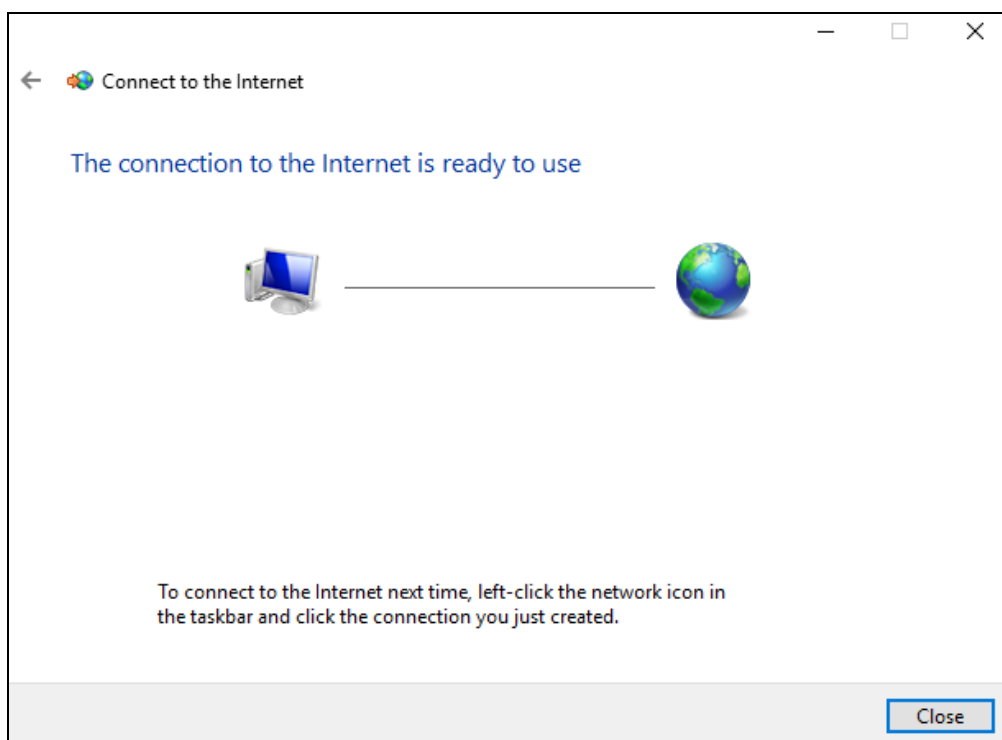 Connect to the Internet
The connection to the Internet is ready to use
To connect to the Internet next time, left-click the network icon in
the taskbar and click the connection you just created.
Close